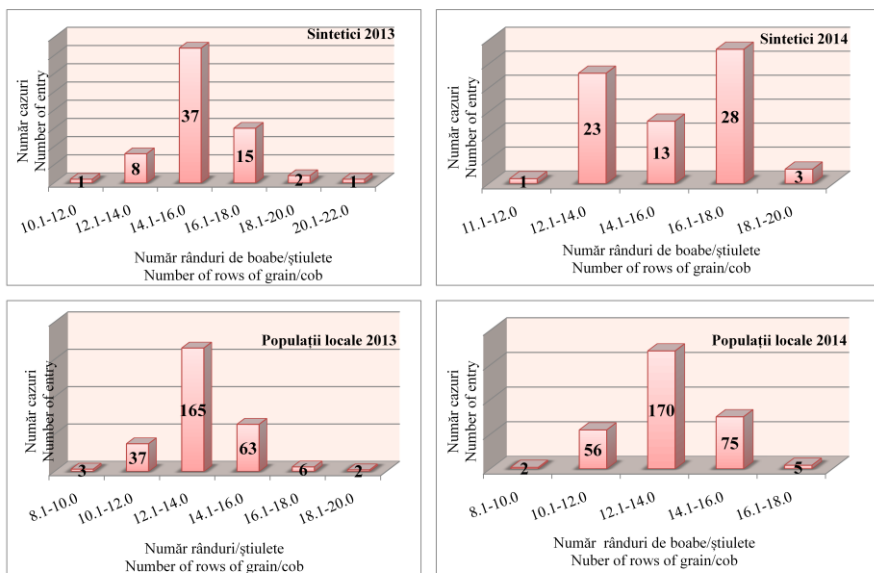 Sintetici 2013
Număr cazuri
Number of entry
1
8
37
15
2
1
10.1-12.0
12.1-14.0
14.1-16.0
16.1-18.0
18.1-20.0
20.1-22.0
Număr rânduri de boabe/știulete
Number of rows of grain/cob
Sintetici 2014
Număr cazuri
Number of entry
1
23
13
28
3
11.1-12.0
12.1-14.0
14.1-16.0
16.1-18.0
18.1-20.0
Număr rânduri de boabe/știulete
Number of rows of grain/cob
Populații locale 2013
Număr cazuri
Number of entry
3
37
165
63
6
2
8.1-10.0
10.1-12.0
12.1-14.0
14.1-16.0
16.1-18.0
18.1-20.0
Număr rânduri/știulete
Number of rows of grain/cob
Populații locale 2014
Număr cazuri
Number of entry
2
56
170
75
5
8.1-10.0
10.1-12.0
12.1-14.0
14.1-16.0
16.1-18.0
Număr rânduri de boabe/știulete
Nuber of rows of grain/cob